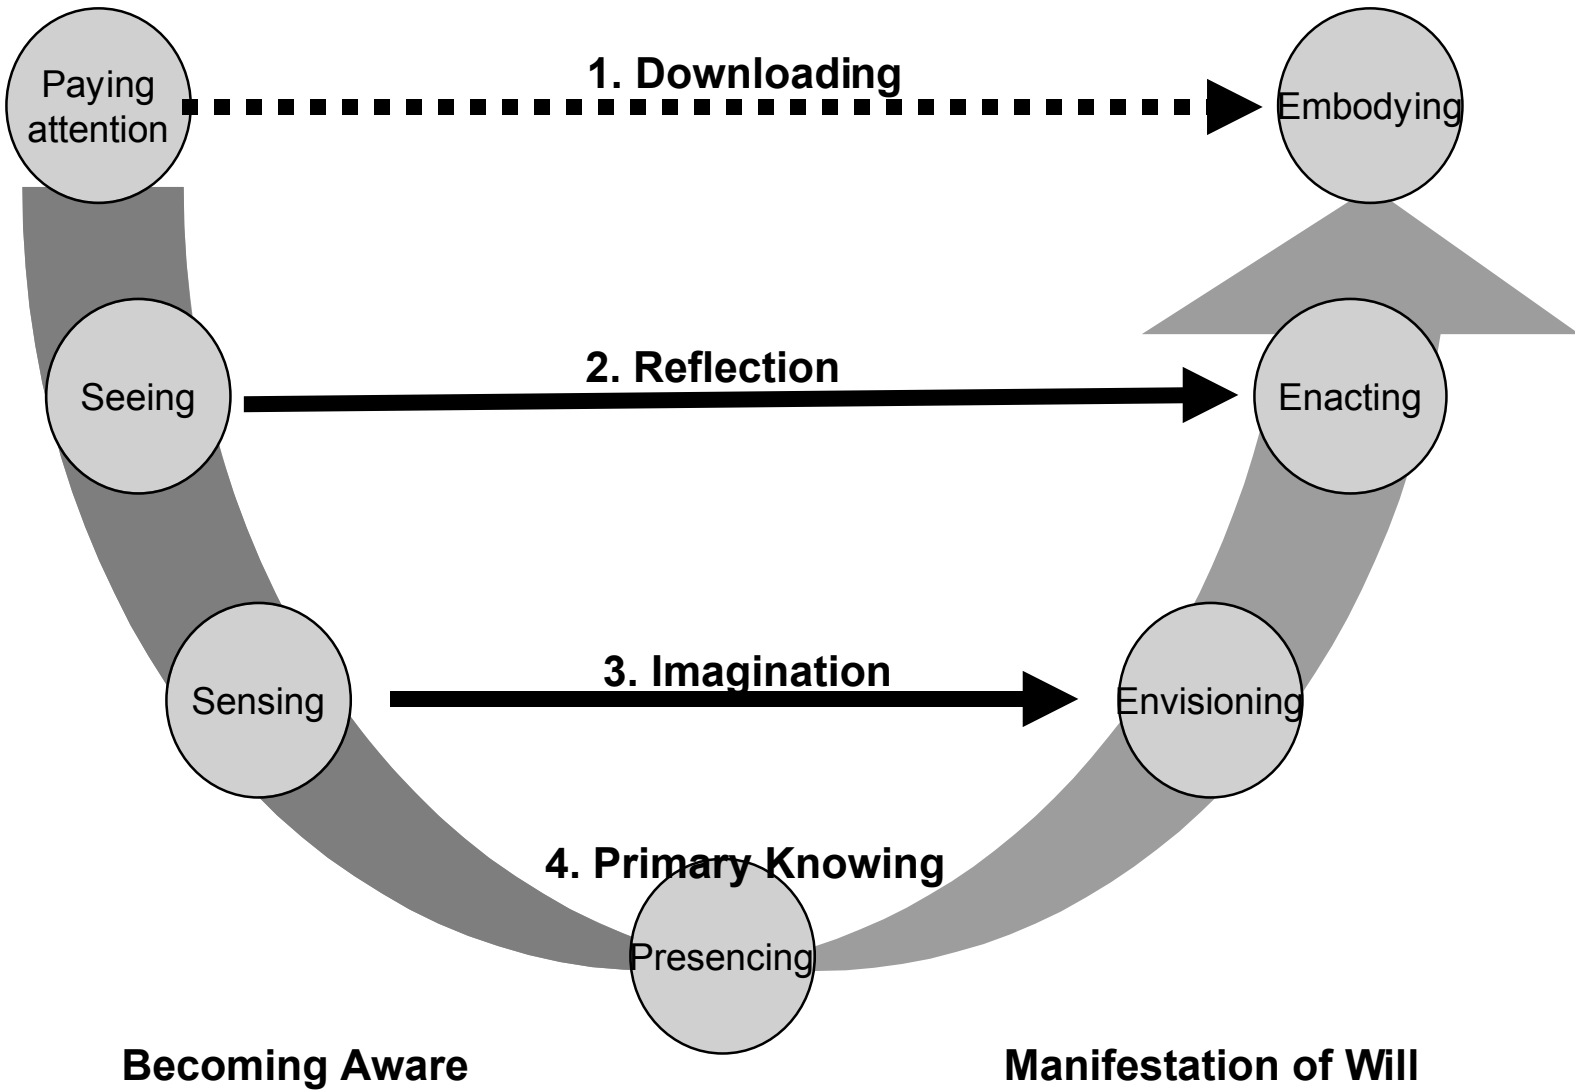 1. Downloading
Paying
attention
Embodying
2. Reflection
Seeing
Enacting
3. Imagination
Sensing
Envisioning
4. Primary Knowing
Presencing
Becoming Aware
Manifestation of Will